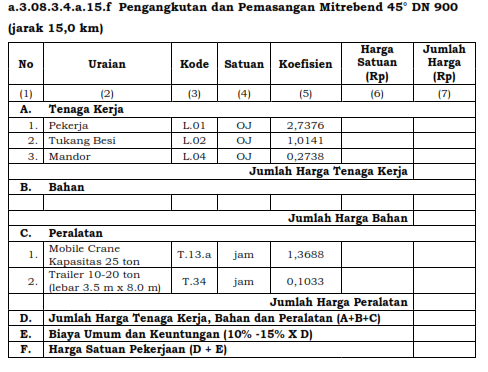 a.3.08.3.4.a.15.f Pengangkutan dan Pemasangan Mitrebend 45° DN 900
(jarak 15,0 km)
No Uraian Kode Satuan Koefisien Harga Satuan (Rp) Jumlah Harga (Rp)
(1) (2) (3) (4) (5) (6) (7)
A. Tenaga Kerja
1. Pekerja L.01 OJ 2,7376
2. Tukang Besi L.02 OJ 1,0141
3. Mandor L.04 OJ 0,2738
Jumlah Harga Tenaga Kerja
B. Bahan
Jumlah Harga Bahan
C. Peralatan
1. Mobile Crane Kapasitas 25 ton T.13.a jam 1,3688
2. Trailer 10-20 ton (lebar 3.5 m x 8.0 m) T.34 jam 0,1033
Jumlah Harga Peralatan
D. Jumlah Harga Tenaga Kerja, Bahan dan Peralatan (A+B+C)
E. Biaya Umum dan Keuntungan (10% -15% X D)
F. Harga Satuan Pekerjaan (D + E)